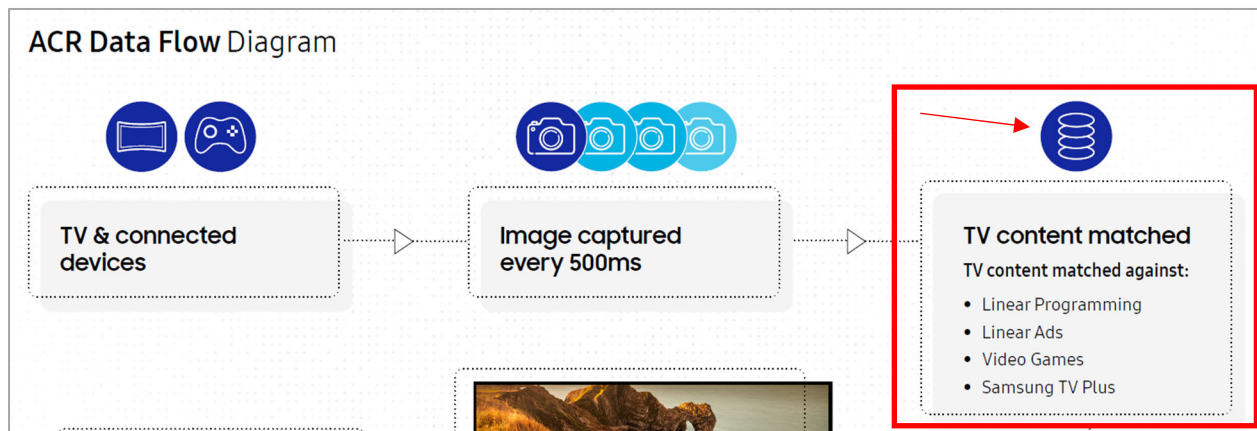 ACR Data Flow Diagram
TV & connected
devices
Image captured
every 500ms
TV content matched
TV content matched against:
• Linear Programming
• Linear Ads
• Video Games
• Samsung TV Plus